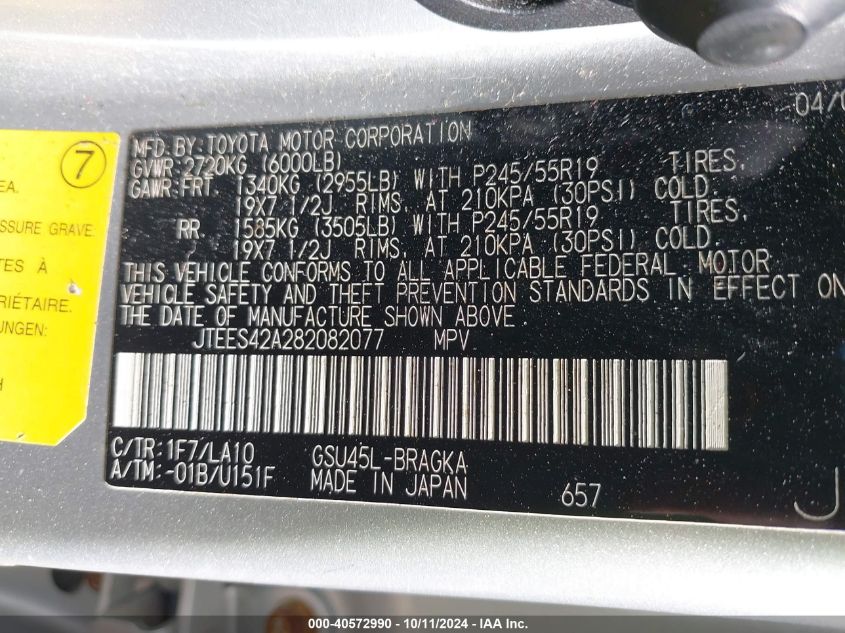 04/0
MFD. BY: TOYOTA MOTOR CORPORATION
GVWR: 2720KG (6000LB)
GAWR: FRT. 1340KG (2955LB) WITH P245/55R19 TIRES.
19X7 1/2J RIMS. AT 210KPA (30PSI) COLD.
RR. 1585KG (3505LB) WITH P245/55R19 TIRES.
19X7 1/2J RIMS. AT 210KPA (30PSI) COLD.
THIS VEHICLE CONFORMS TO ALL APPLICABLE FEDERAL MOTOR
VEHICLE SAFETY AND THEFT PREVENTION STANDARDS IN EFFECT ON
THE DATE OF MANUFACTURE SHOWN ABOVE.
JTEES42A282082077 MPV
C/TR: 1F7/LA10 GSU45L-BRAGKA
A/TM: -01B/U151F MADE IN JAPAN
657
J
7
EA.
SSURE GRAVE.
TES À
RIÉTAIRE.
UNGEN:
H
000-40572990 - 10/11/2024 - IAA Inc.